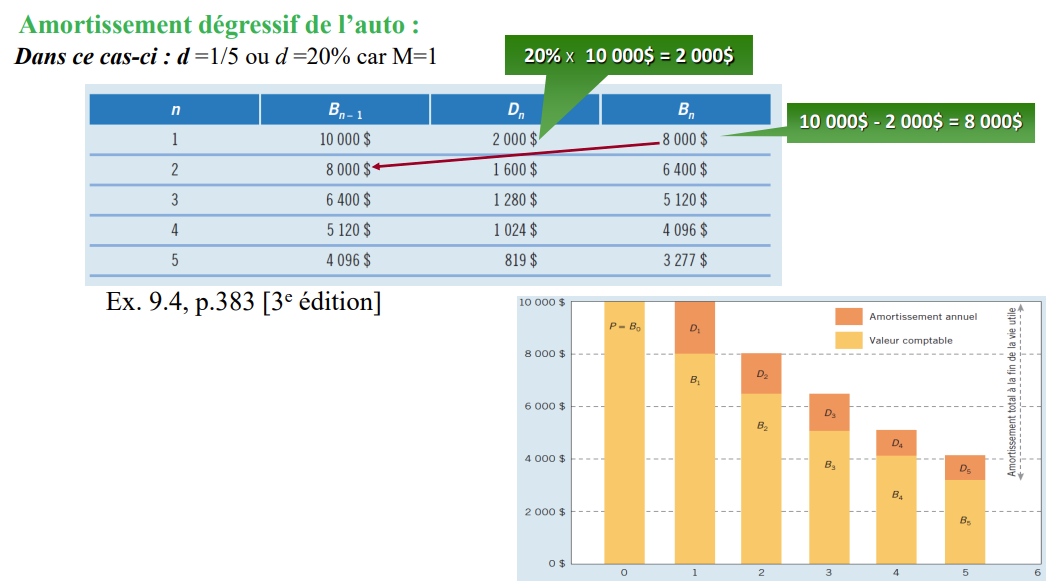 Amortissement dégressif de l’auto :
Dans ce cas-ci : d =1/5 ou d =20% car M=1
20% x 10 000$ = 2 000$
n Bn – 1 Dn Bn
1 10 000 $ 2 000 $ 8 000 $
10 000$ - 2 000$ = 8 000$
2 8 000 $ 1 600 $ 6 400 $
3 6 400 $ 1 280 $ 5 120 $
4 5 120 $ 1 024 $ 4 096 $
5 4 096 $ 819 $ 3 277 $
Ex. 9.4, p.383 [3e édition]
10 000 $
8 000 $
6 000 $
4 000 $
2 000 $
0 $
P = B0
D1
B1
D2
B2
D3
B3
D4
B4
D5
B5
Amortissement annuel
Valeur comptable
Amortissement total à la fin de la vie utile
0 1 2 3 4 5 6